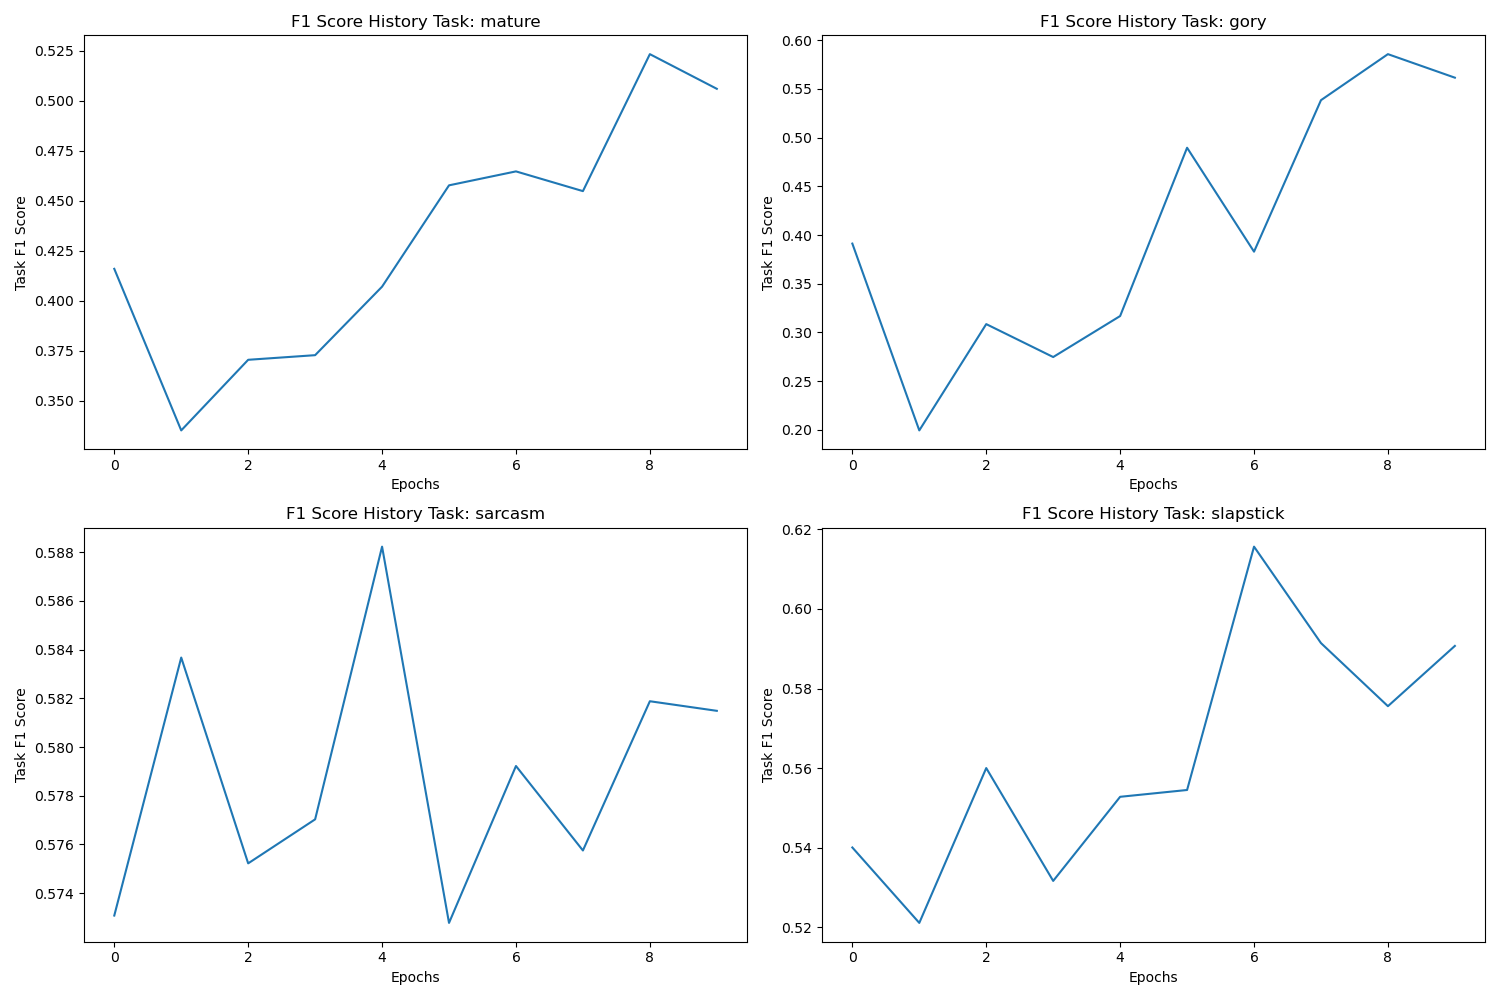 F1 Score History Task: mature
0.525
0.500
0.475
0.450
0.425
0.400
0.375
0.350
Task F1 Score
0 2 4 6 8
Epochs
F1 Score History Task: gory
0.60
0.55
0.50
0.45
0.40
0.35
0.30
0.25
0.20
Task F1 Score
0 2 4 6 8
Epochs
F1 Score History Task: sarcasm
0.588
0.586
0.584
0.582
0.580
0.578
0.576
0.574
Task F1 Score
0 2 4 6 8
Epochs
F1 Score History Task: slapstick
0.62
0.60
0.58
0.56
0.54
0.52
Task F1 Score
0 2 4 6 8
Epochs